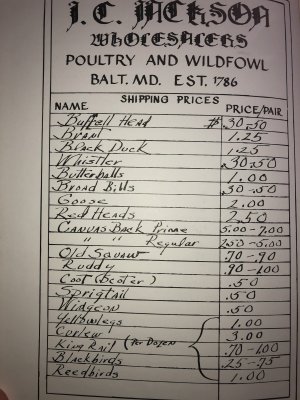 J. C. JACKSON
WHOLESALERS
POULTRY AND WILDFOWL
BALT. MD. EST. 1786
SHIPPING PRICES
NAME PRICE/PAIR
Buffell Head $ .30-50
Brant 1.25
Black Duck 1.25
Whistler .30-50
Butterballs 1.00
Broad Bills .30-50
Goose 2.00
Red Heads 2.50
Canvas Back Prime 5.00-7.00
" " Regular 2.50-5.00
Old Squaw .70-.90
Ruddy .90-1.00
Coot (Scoter) .50
Sprigtail .50
Widgeon .50
Yellowlegs 1.00
Curlew 3.00
King Rail (Per Dozen .70-1.00
Blackbirds .25-.75
Reedbirds 1.00